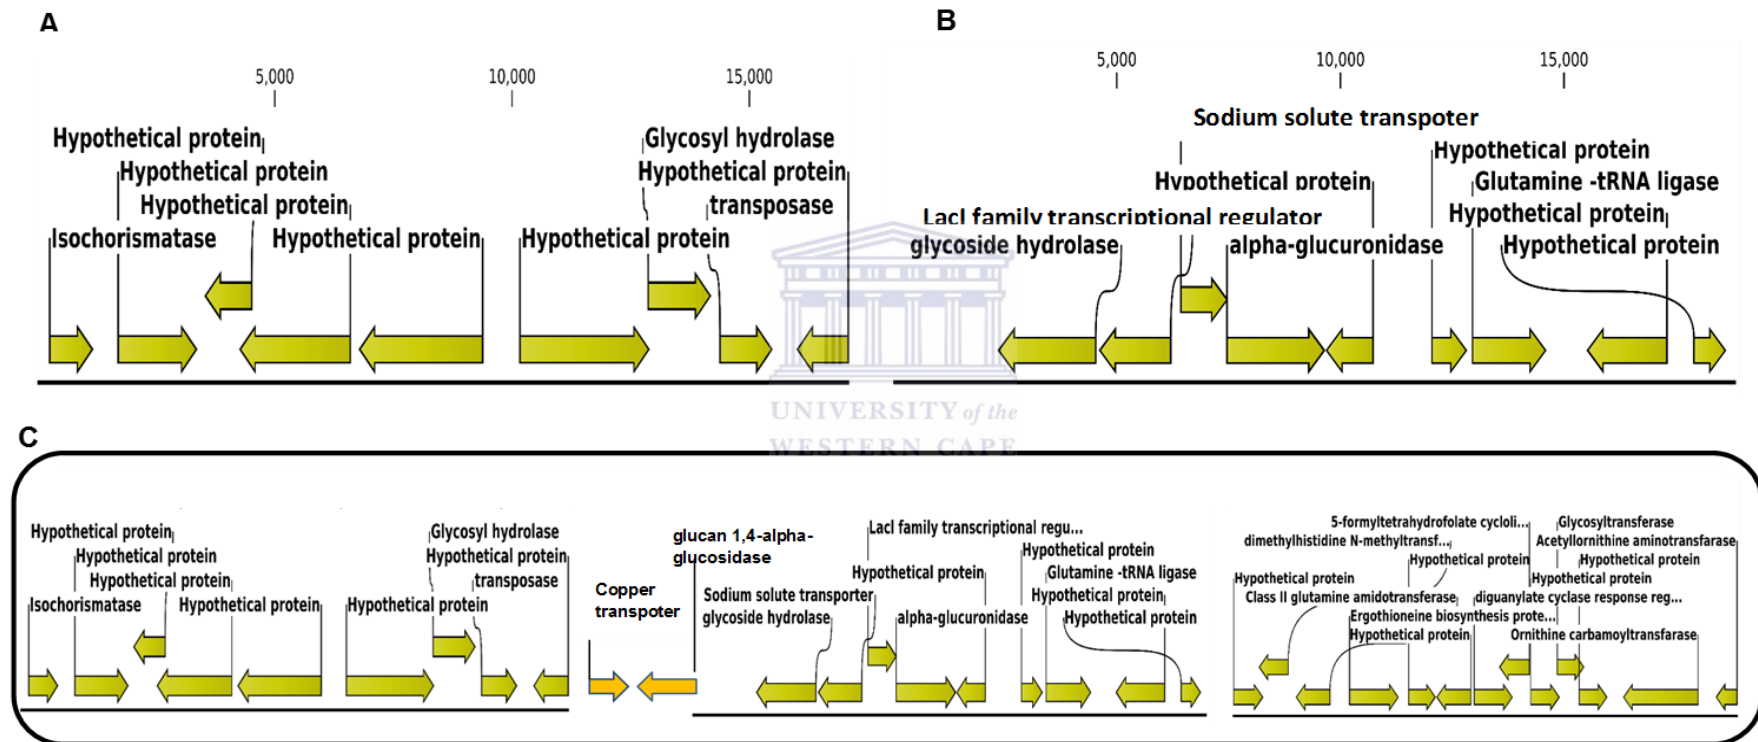 A
5,000 10,000 15,000
Hypothetical protein
Hypothetical protein
Hypothetical protein
Isochorismatase
Hypothetical protein
Glycosyl hydrolase
Hypothetical protein
transposase
Hypothetical protein
B
5,000 10,000 15,000
Sodium solute transpoter
Hypothetical protein
LacI family transcriptional regulator
glycoside hydrolase
alpha-glucuronidase
Hypothetical protein
Glutamine -tRNA ligase
Hypothetical protein
Hypothetical protein
UNIVERSITY of the
WESTERN CAPE
C
Hypothetical protein
Hypothetical protein
Hypothetical protein
Isochorismatase
Hypothetical protein
Glycosyl hydrolase
Hypothetical protein
transposase
Hypothetical protein
Copper
transpoter
glucan 1,4-alpha-
glucosidase
LacI family transcriptional regu...
Hypothetical protein
Sodium solute transporter
glycoside hydrolase
alpha-glucuronidase
Hypothetical protein
Glutamine -tRNA ligase
Hypothetical protein
Hypothetical protein
5-formyltetrahydrofolate cycloli...
dimethylhistidine N-methyltransf...
Hypothetical protein
Hypothetical protein
Class II glutamine amidotransferase
Ergothioneine biosynthesis prote...
Hypothetical protein
Glycosyltransferase
Acetyllornithine aminotransfarase
Hypothetical protein
Hypothetical protein
diguanylate cyclase response reg...
Ornithine carbamoyltransfarase